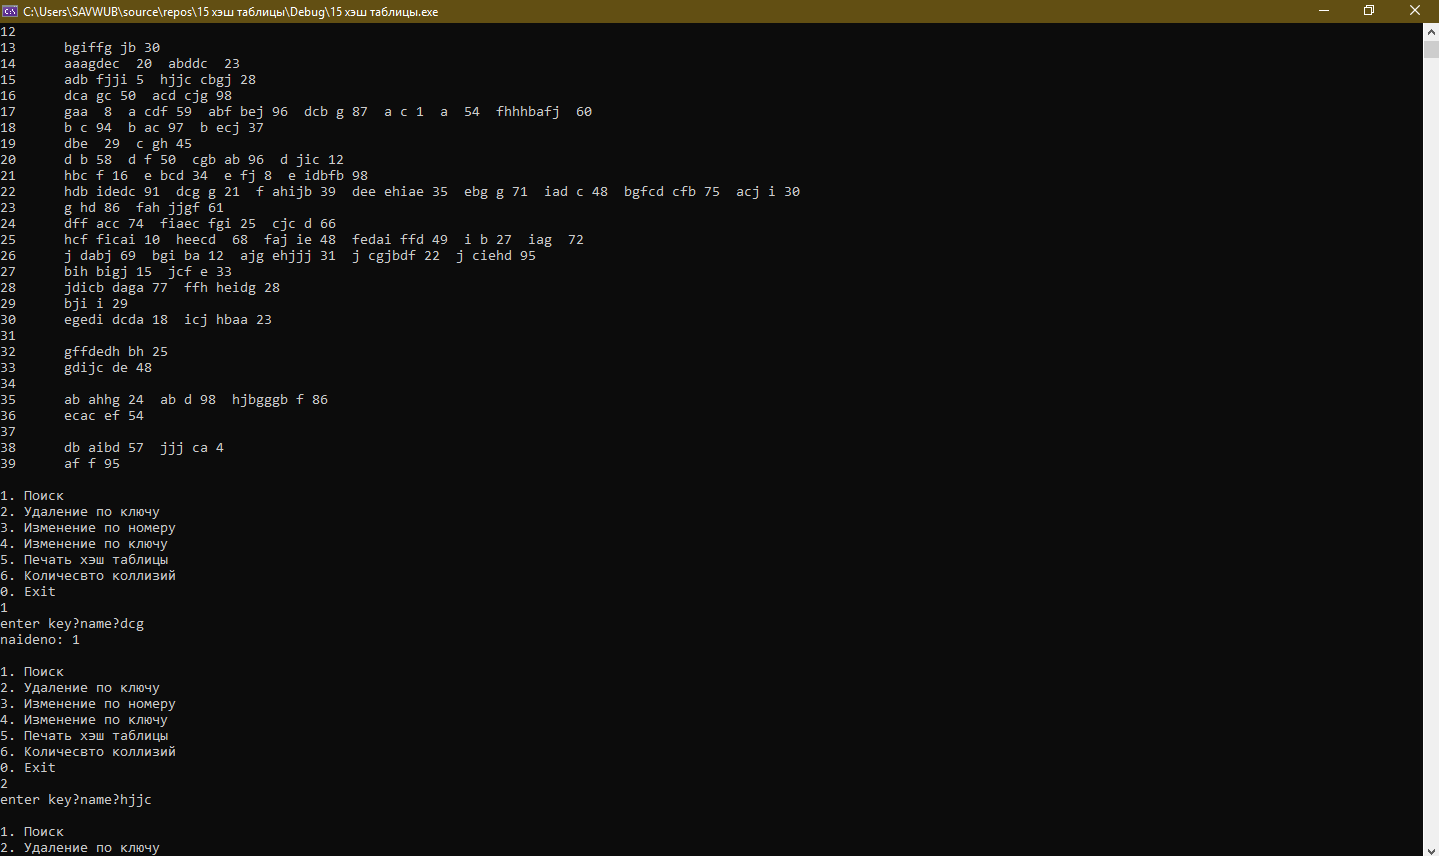 C:\Users\SAVWUB\source\repos\15 хэш таблицы\Debug\15 хэш таблицы.exe
12
13      bgiffg jb 30
14      aaagdec  20  abddc  23
15      adb fjji 5  hjjc cbgj 28
16      dca gc 50  acd cjg 98
17      gaa  8  a cdf 59  abf bej 96  dcb g 87  a c 1  a  54  fhhhbafj  60
18      b c 94  b ac 97  b ecj 37
19      dbe  29  c gh 45
20      d b 58  d f 50  cgb ab 96  d jic 12
21      hbc f 16  e bcd 34  e fj 8  e idbfb 98
22      hdb idedc 91  dcg g 21  f ahijb 39  dee ehiae 35  ebg g 71  iad c 48  bgfcd cfb 75  acj i 30
23      g hd 86  fah jjgf 61
24      dff acc 74  fiaec fgi 25  cjc d 66
25      hcf ficai 10  heecd  68  faj ie 48  fedai ffd 49  i b 27  iag  72
26      j dabj 69  bgi ba 12  ajg ehjjj 31  j cgjbdf 22  j ciehd 95
27      bih bigj 15  jcf e 33
28      jdicb daga 77  ffh heidg 28
29      bji i 29
30      egedi dcda 18  icj hbaa 23
31
32      gffdedh bh 25
33      gdijc de 48
34
35      ab ahhg 24  ab d 98  hjbgggb f 86
36      ecac ef 54
37
38      db aibd 57  jjj ca 4
39      af f 95
1. Поиск
2. Удаление по ключу
3. Изменение по номеру
4. Изменение по ключу
5. Печать хэш таблицы
6. Количесвто коллизий
0. Exit
1
enter key?name?dcg
naideno: 1
1. Поиск
2. Удаление по ключу
3. Изменение по номеру
4. Изменение по ключу
5. Печать хэш таблицы
6. Количесвто коллизий
0. Exit
2
enter key?name?hjjc
1. Поиск
2. Удаление по ключу